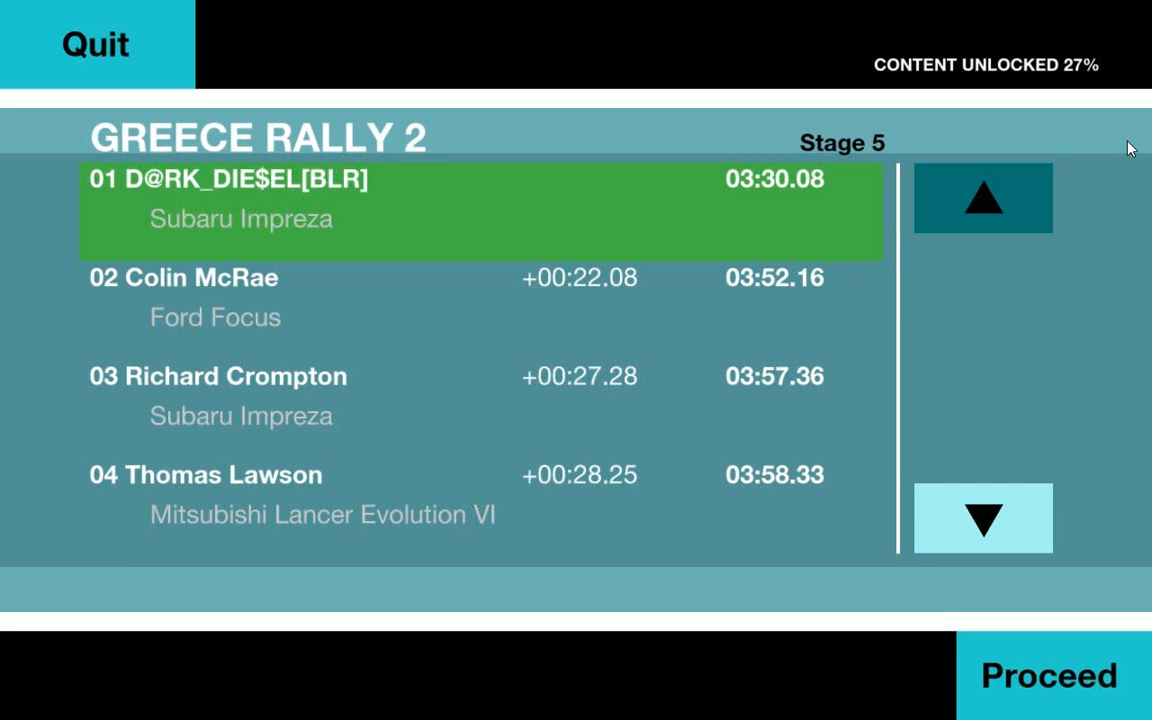 Quit
CONTENT UNLOCKED 27%
GREECE RALLY 2
Stage 5
01 D@RK_DIE$EL[BLR] 03:30.08
Subaru Impreza
02 Colin McRae +00:22.08 03:52.16
Ford Focus
03 Richard Crompton +00:27.28 03:57.36
Subaru Impreza
04 Thomas Lawson +00:28.25 03:58.33
Mitsubishi Lancer Evolution VI
Proceed